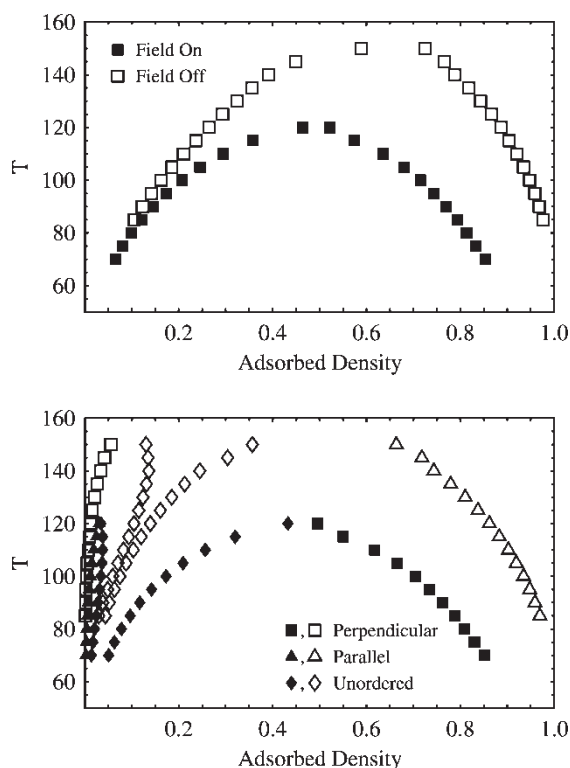 160
140
120
100
80
60
T
Field On
Field Off
0.2
0.4
0.6
0.8
1.0
Adsorbed Density
160
140
120
100
80
60
T
, Perpendicular
, Parallel
, Unordered
0.2
0.4
0.6
0.8
1.0
Adsorbed Density